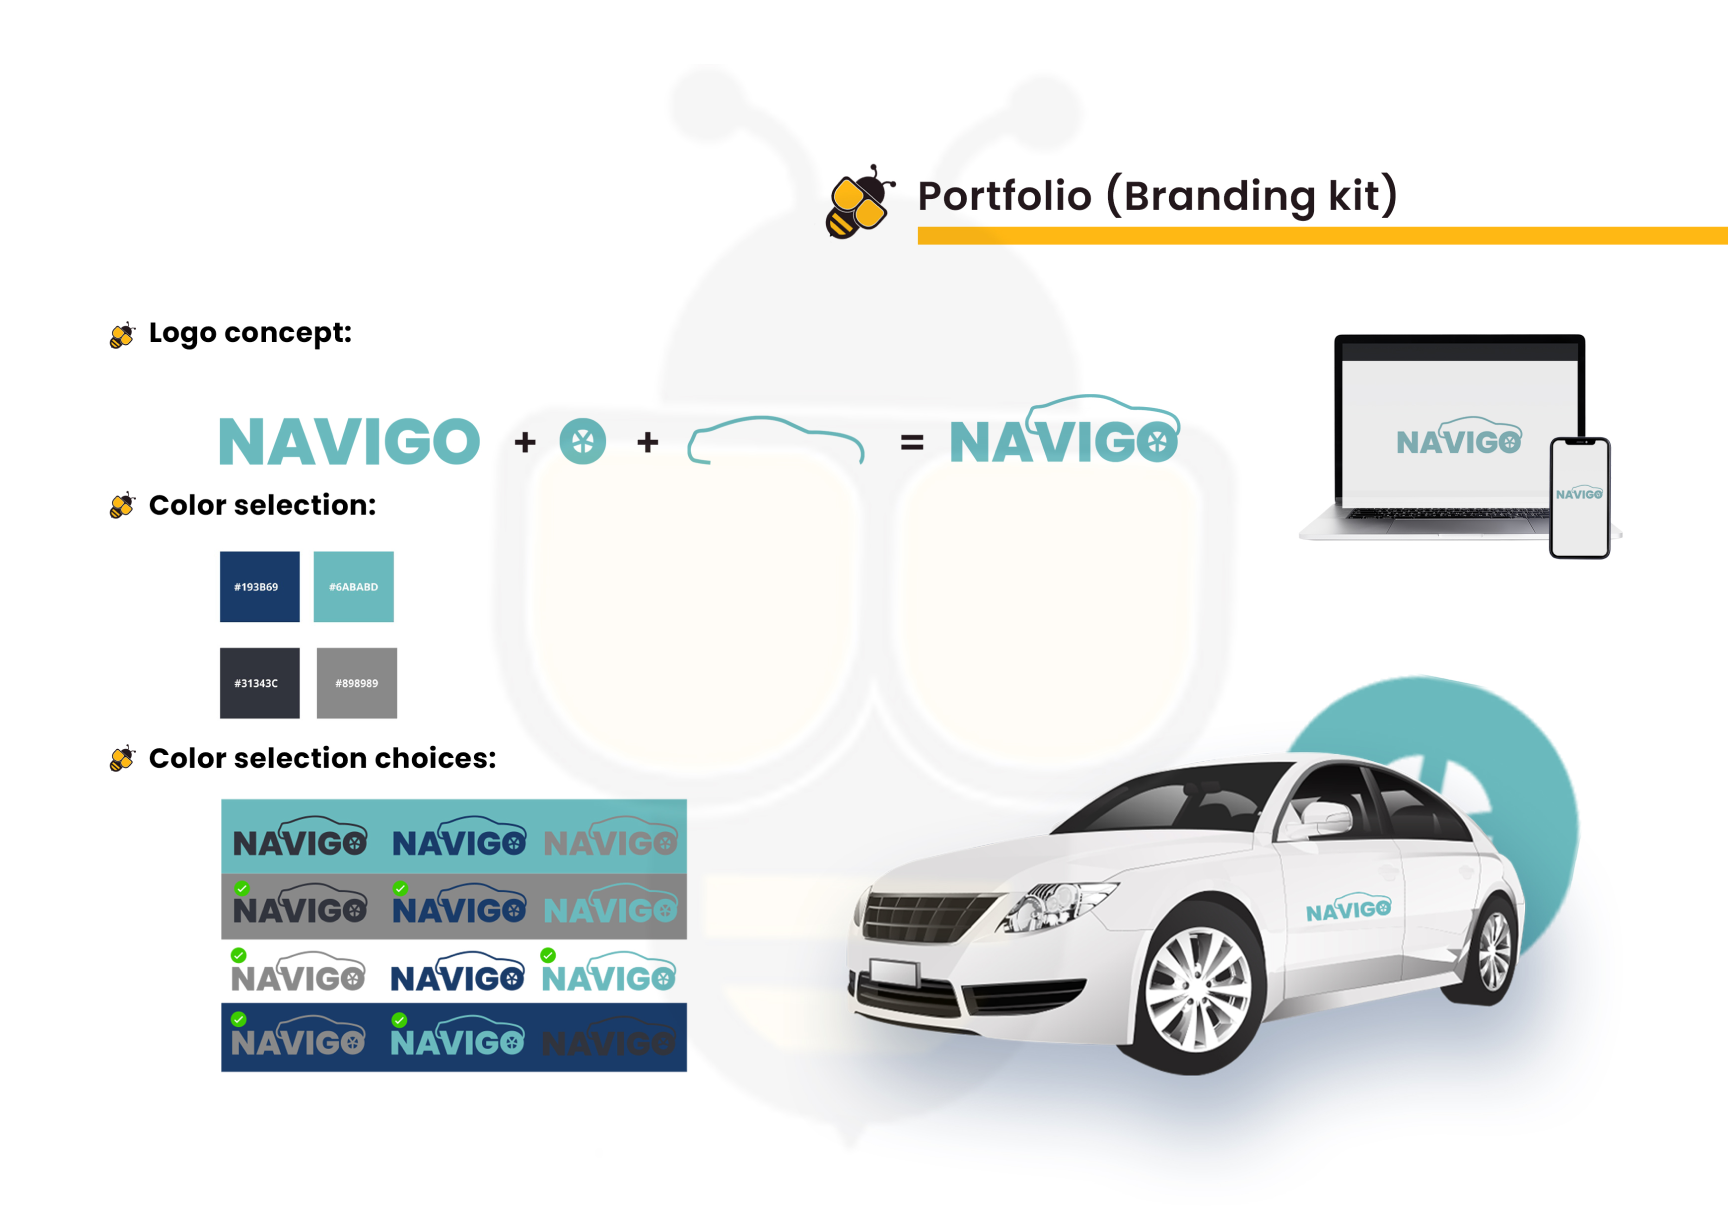 Portfolio (Branding kit)
Logo concept:
NAVIGO + + = NAVIGO
NAVIGO
NAVIGO
Color selection:
#193B69 #6ABABD
#31343C #898989
Color selection choices:
NAVIGO NAVIGO NAVIGO
NAVIGO NAVIGO NAVIGO
NAVIGO NAVIGO NAVIGO
NAVIGO NAVIGO NAVIGO
NAVIGO